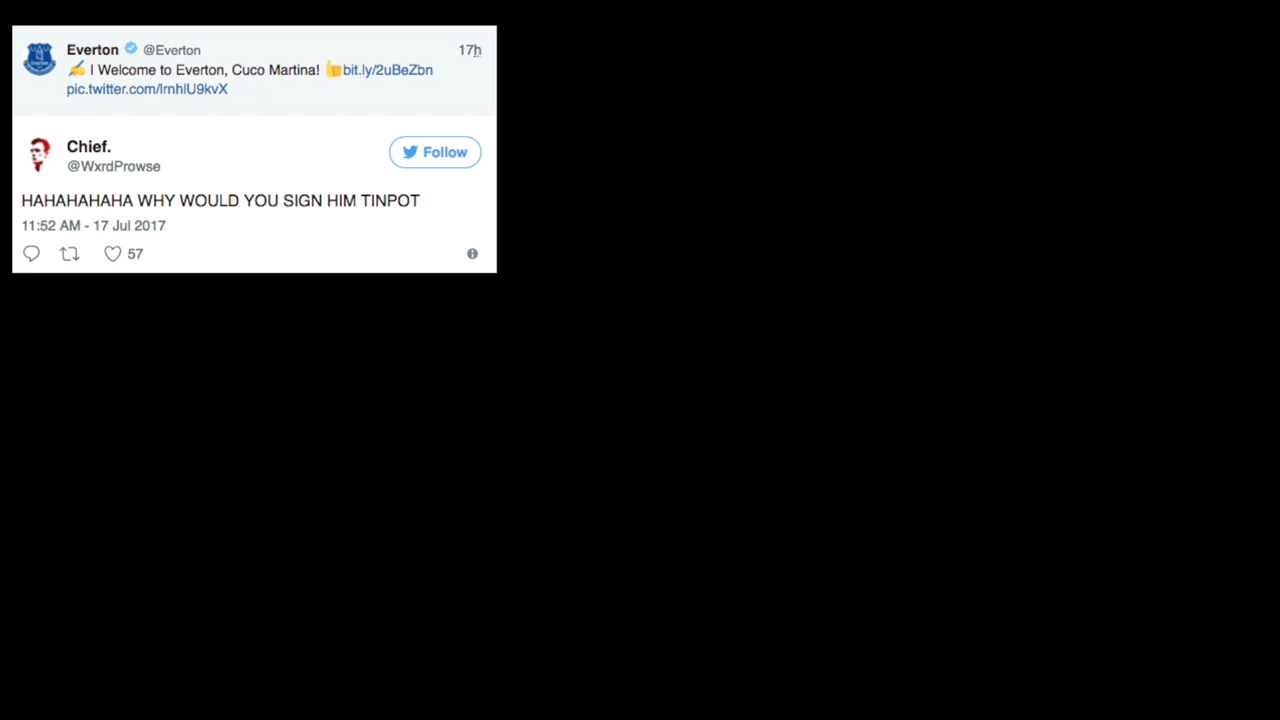 Everton @Everton 17h
✍ I Welcome to Everton, Cuco Martina! 👍bit.ly/2uBeZbn
pic.twitter.com/lrnhlU9kvX
Chief. Follow
@WxrdProwse
HAHAHAHAHA WHY WOULD YOU SIGN HIM TINPOT
11:52 AM - 17 Jul 2017
57